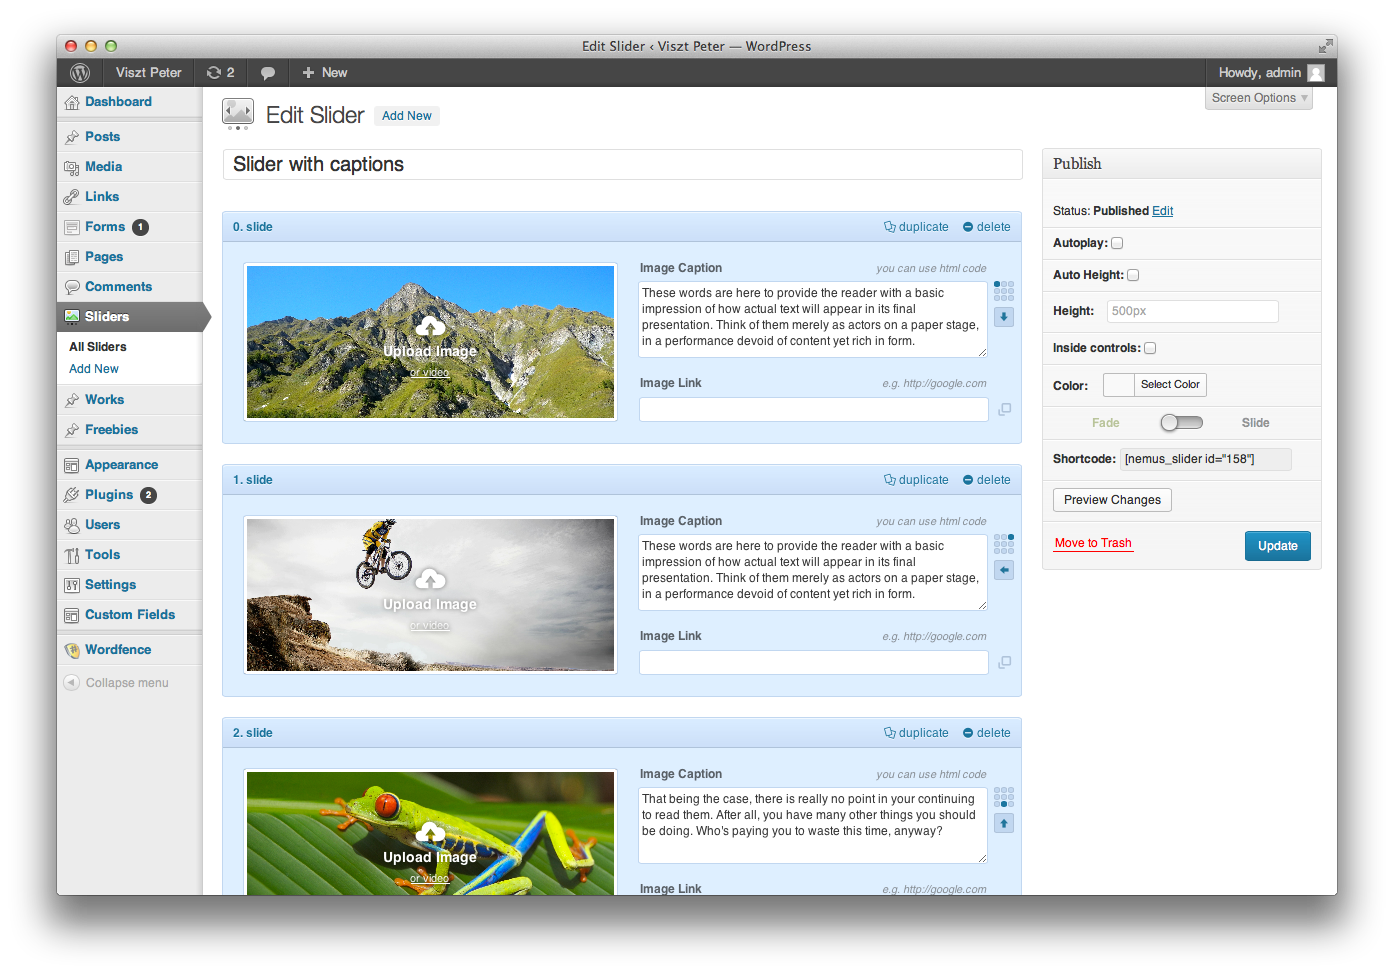 Edit Slider ‹ Viszt Peter — WordPress
Viszt Peter
2
New
Howdy, admin
Dashboard
Posts
Media
Links
Forms 1
Pages
Comments
Sliders
All Sliders
Add New
Works
Freebies
Appearance
Plugins 2
Users
Tools
Settings
Custom Fields
Wordfence
Collapse menu
Screen Options
Edit Slider
Add New
Slider with captions
0. slide
duplicate
delete
Upload Image
or video
Image Caption
you can use html code
These words are here to provide the reader with a basic
impression of how actual text will appear in its final
presentation. Think of them merely as actors on a paper stage,
in a performance devoid of content yet rich in form.
Image Link
e.g. http://google.com
1. slide
duplicate
delete
Upload Image
or video
Image Caption
you can use html code
These words are here to provide the reader with a basic
impression of how actual text will appear in its final
presentation. Think of them merely as actors on a paper stage,
in a performance devoid of content yet rich in form.
Image Link
e.g. http://google.com
2. slide
duplicate
delete
Upload Image
or video
Image Caption
you can use html code
That being the case, there is really no point in your continuing
to read them. After all, you have many other things you should
be doing. Who's paying you to waste this time, anyway?
Image Link
e.g. http://google.com
Publish
Status: Published Edit
Autoplay:
Auto Height:
Height: 500px
Inside controls:
Color: Select Color
Fade
Slide
Shortcode: [nemus_slider id="158"]
Preview Changes
Move to Trash
Update